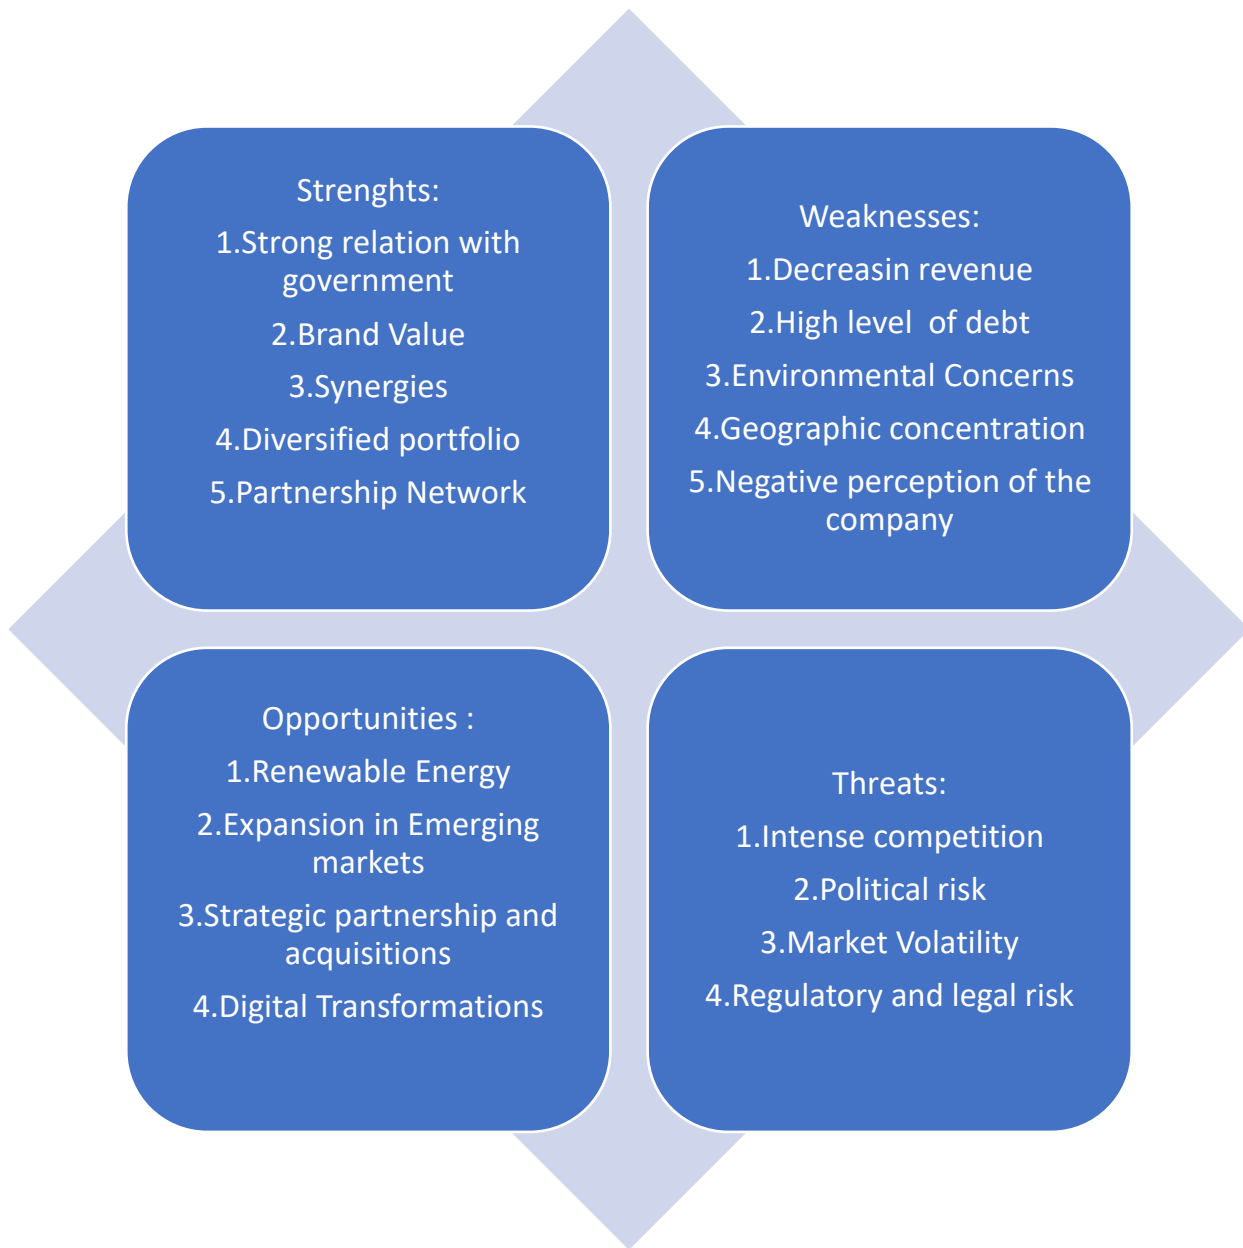 Strenghts:
1.Strong relation with
government
2.Brand Value
3.Synergies
4.Diversified portfolio
5.Partnership Network
Weaknesses:
1.Decreasin revenue
2.High level  of debt
3.Environmental Concerns
4.Geographic concentration
5.Negative perception of the
company
Opportunities :
1.Renewable Energy
2.Expansion in Emerging
markets
3.Strategic partnership and
acquisitions
4.Digital Transformations
Threats:
1.Intense competition
2.Political risk
3.Market Volatility
4.Regulatory and legal risk